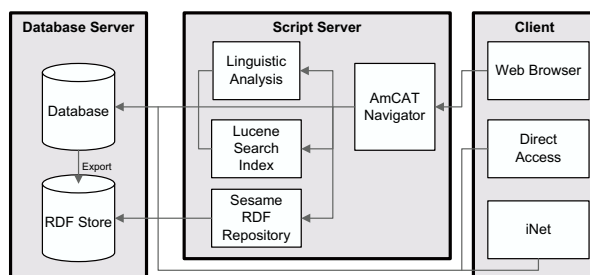 Database Server
Script Server
Client
Linguistic
Analysis
AmCAT
Navigator
Web Browser
Database
Lucene
Search
Index
Direct
Access
Export
RDF Store
Sesame
RDF
Repository
iNet